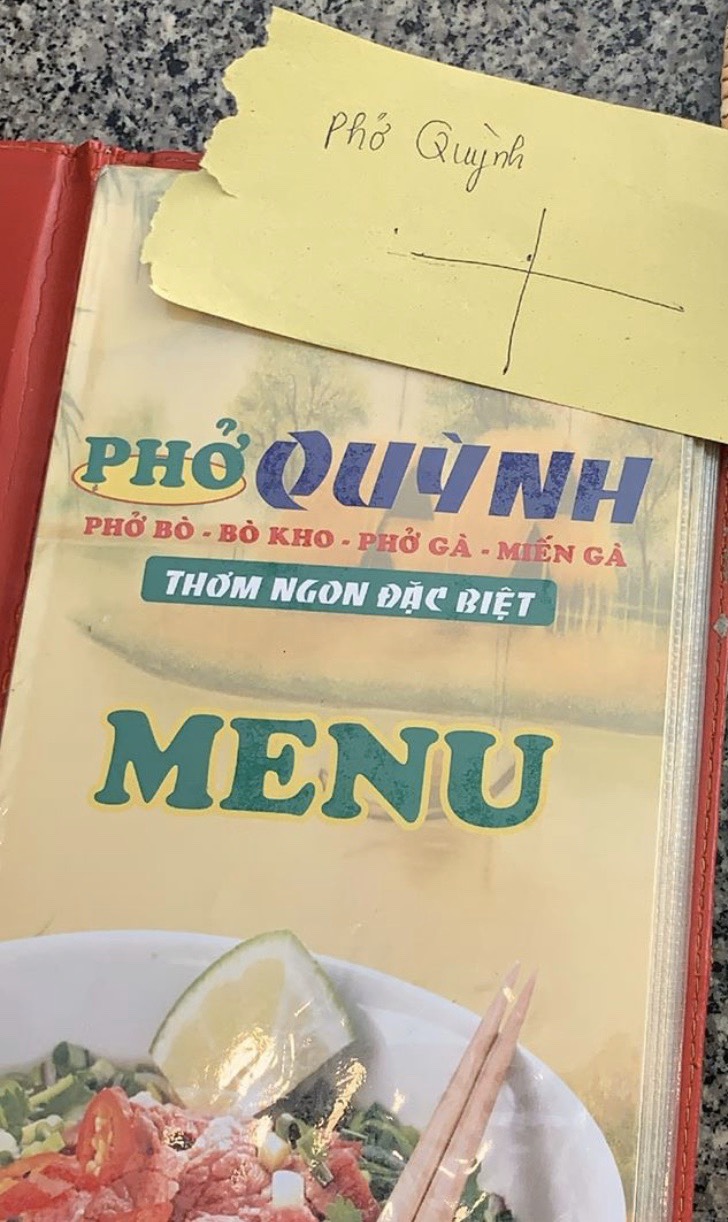 Phở Quỳnh
PHỞ QUỲNH
PHỞ BÒ - BÒ KHO - PHỞ GÀ - MIẾN GÀ
THƠM NGON ĐẶC BIỆT
MENU